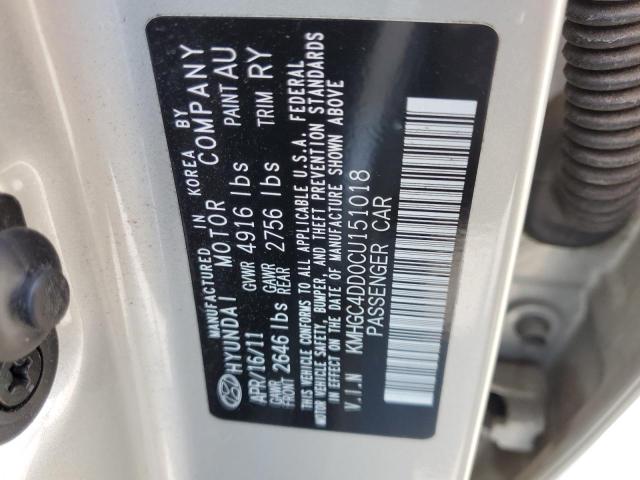 MANUFACTURED IN KOREA BY
HYUNDAI MOTOR COMPANY
APR/16/11 GVWR 4916 lbs PAINT AU
GAWR FRONT 2646 lbs GAWR REAR 2756 lbs TRIM RY
THIS VEHICLE CONFORMS TO ALL APPLICABLE U.S.A. FEDERAL
MOTOR VEHICLE SAFETY, BUMPER, AND THEFT PREVENTION STANDARDS
IN EFFECT ON THE DATE OF MANUFACTURE SHOWN ABOVE
V.I.N KMHGC4DD0CU151018
PASSENGER CAR